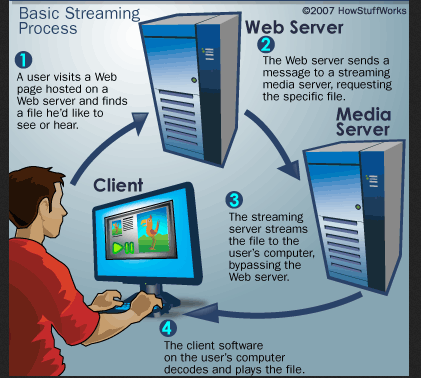 Basic Streaming
Process
©2007 HowStuffWorks
Web Server
1
A user visits a Web
page hosted on a
Web server and finds
a file he'd like to
see or hear.
2
The Web server sends a
message to a streaming
media server, requesting
the specific file.
Media
Server
Client
3
The streaming
server streams
the file to the
user's computer,
bypassing the
Web server.
4
The client software
on the user's computer
decodes and plays the file.